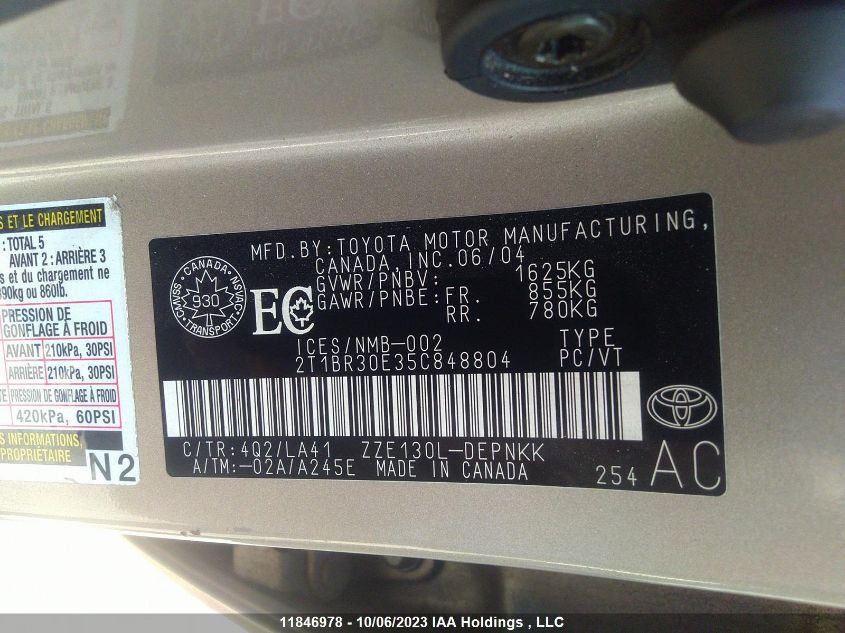 S ET LE CHARGEMENT
: TOTAL 5
AVANT 2 : ARRIÈRE 3
s et du chargement ne
390kg ou 860lb.
PRESSION DE
GONFLAGE À FROID
AVANT 210kPa, 30PSI
ARRIÈRE 210kPa, 30PSI
PRESSION DE GONFLAGE À FROID
420kPa, 60PSI
S INFORMATIONS,
PROPRIÉTAIRE
N2
MFD.BY:TOYOTA MOTOR MANUFACTURING,
CANADA,INC.06/04
GVWR/PNBV: 1625KG
GAWR/PNBE:FR. 855KG
RR. 780KG
CANADA
CMVSS 930 NSVAC
TRANSPORT
EC
ICES/NMB-002 TYPE
2T1BR30E35C848804 PC/VT
C/TR:4Q2/LA41 ZZE130L-DEPNKK
A/TM:-02A/A245E MADE IN CANADA 254 AC
11846978 - 10/06/2023 IAA Holdings , LLC